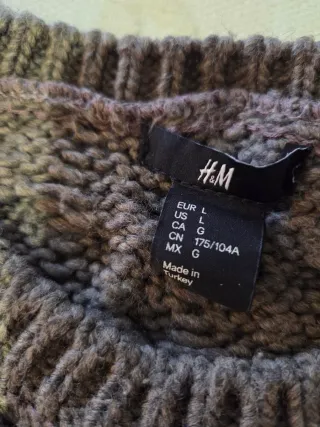 H&M
EUR L
US L
CA G
CN 175/104A
MX G
Made in
Turkey